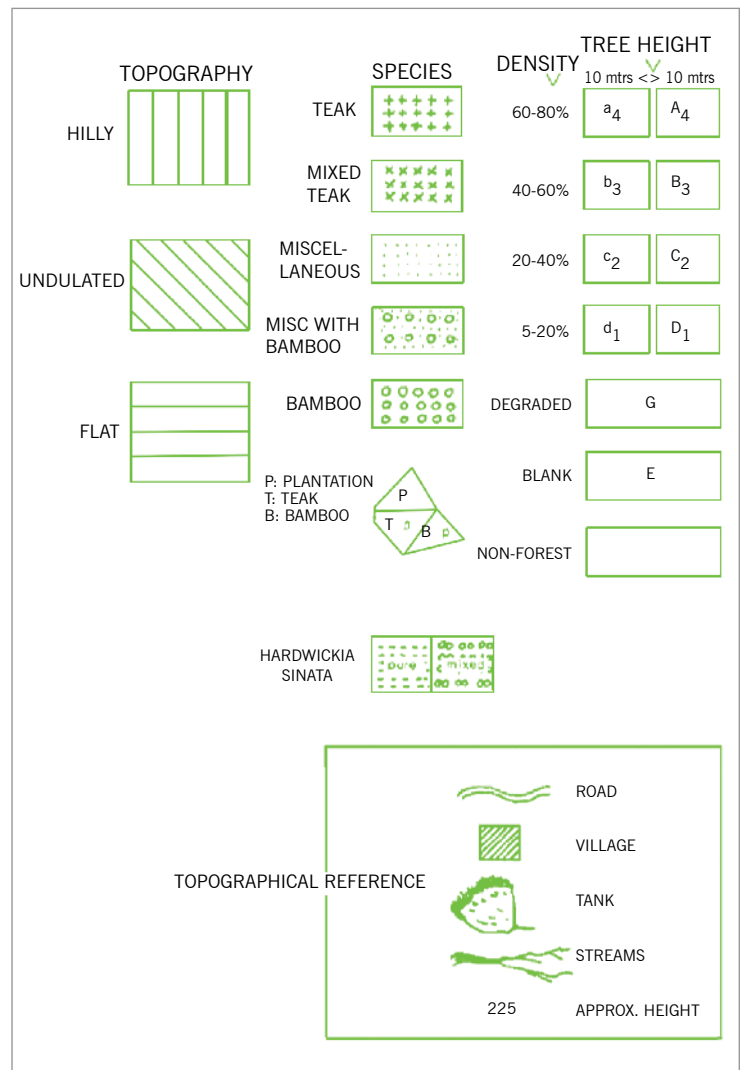 TOPOGRAPHY
HILLY
UNDULATED
FLAT
SPECIES
TEAK
MIXED
TEAK
MISCEL-
LANEOUS
MISC WITH
BAMBOO
BAMBOO
P: PLANTATION
T: TEAK
B: BAMBOO
P
T p
B p
HARDWICKIA
SINATA
pure mixed
DENSITY
TREE HEIGHT
10 mtrs <> 10 mtrs
60-80% a4 A4
40-60% b3 B3
20-40% c2 C2
5-20% d1 D1
DEGRADED G
BLANK E
NON-FOREST
TOPOGRAPHICAL REFERENCE
ROAD
VILLAGE
TANK
STREAMS
225 APPROX. HEIGHT